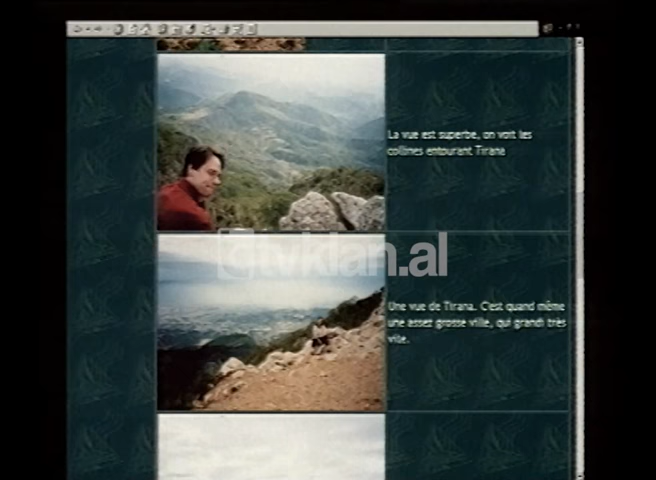 La vue est superbe, on voit les
collines entourant Tirana
tvklan.al
Une vue de Tirana. C'est quand même
une assez grosse ville, qui grandi très
vite.